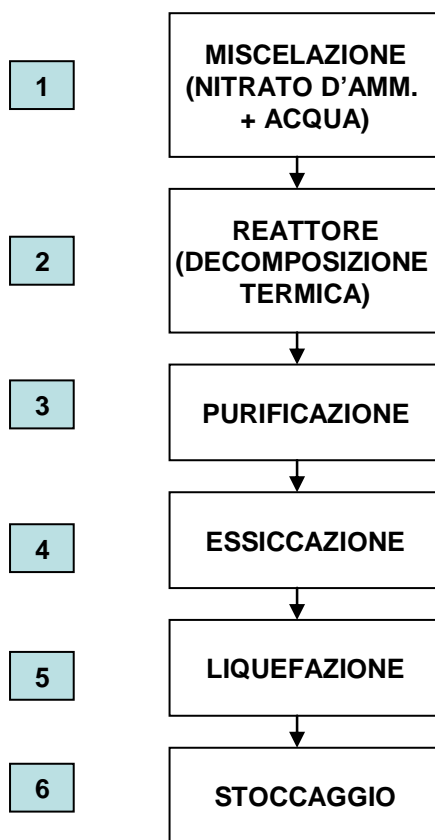 1
MISCELAZIONE
(NITRATO D'AMM.
+ ACQUA)
2
REATTORE
(DECOMPOSIZIONE
TERMICA)
3
PURIFICAZIONE
4
ESSICCAZIONE
5
LIQUEFAZIONE
6
STOCCAGGIO